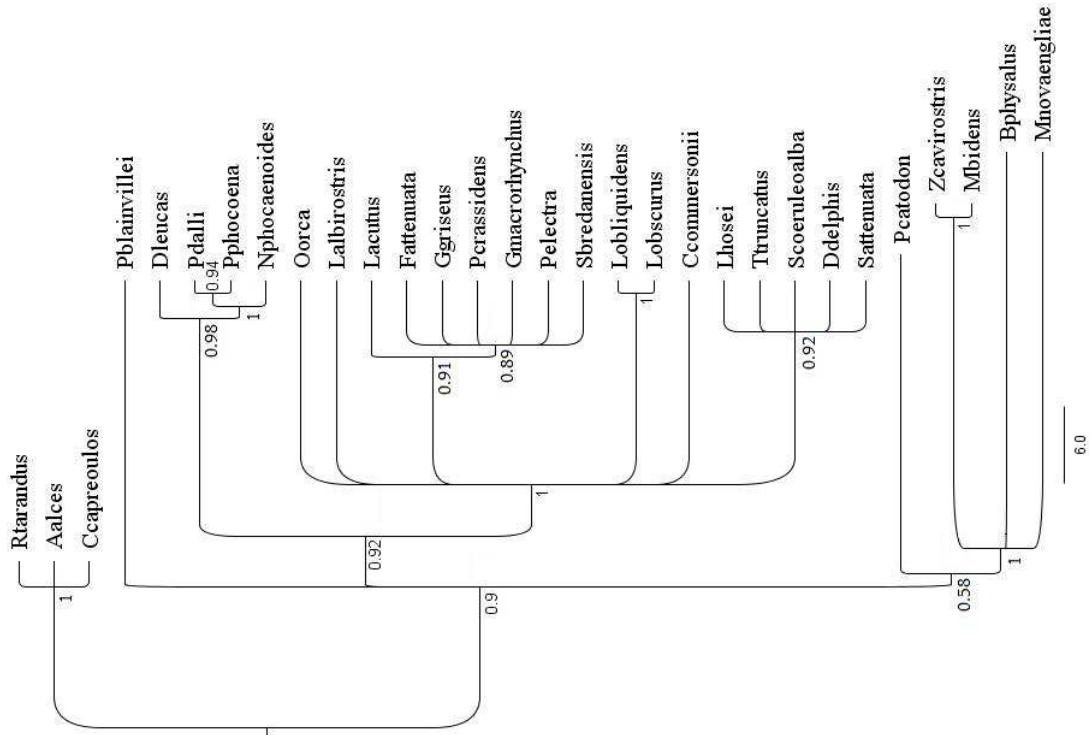 Rtarandus
Aalces
Ccapreoulos
1
Pblainvillei
Dleucas
Pdalli
Pphocoena
0.94
Nphocaenoides
1
0.98
Oorca
Lalbirostris
Lacutus
Fattenuata
Ggriseus
Pcrassidens
Gmacrorhynchus
Pelectra
Sbredanensis
0.89
0.91
Lobliquidens
Lobscurus
1
Ccommersonii
Lhosei
Ttruncatus
Scoeruleoalba
Ddelphis
Sattenuata
0.92
1
0.92
0.9
Pcatodon
Zcavirostris
Mbidens
1
Bphysalus
Mnovaengliae
1
0.58
6.0